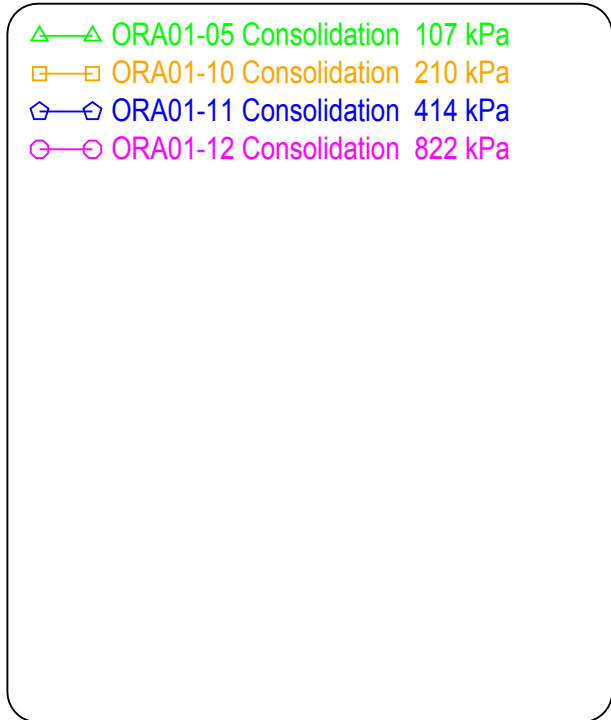 ORA01-05 Consolidation 107 kPa
ORA01-10 Consolidation 210 kPa
ORA01-11 Consolidation 414 kPa
ORA01-12 Consolidation 822 kPa